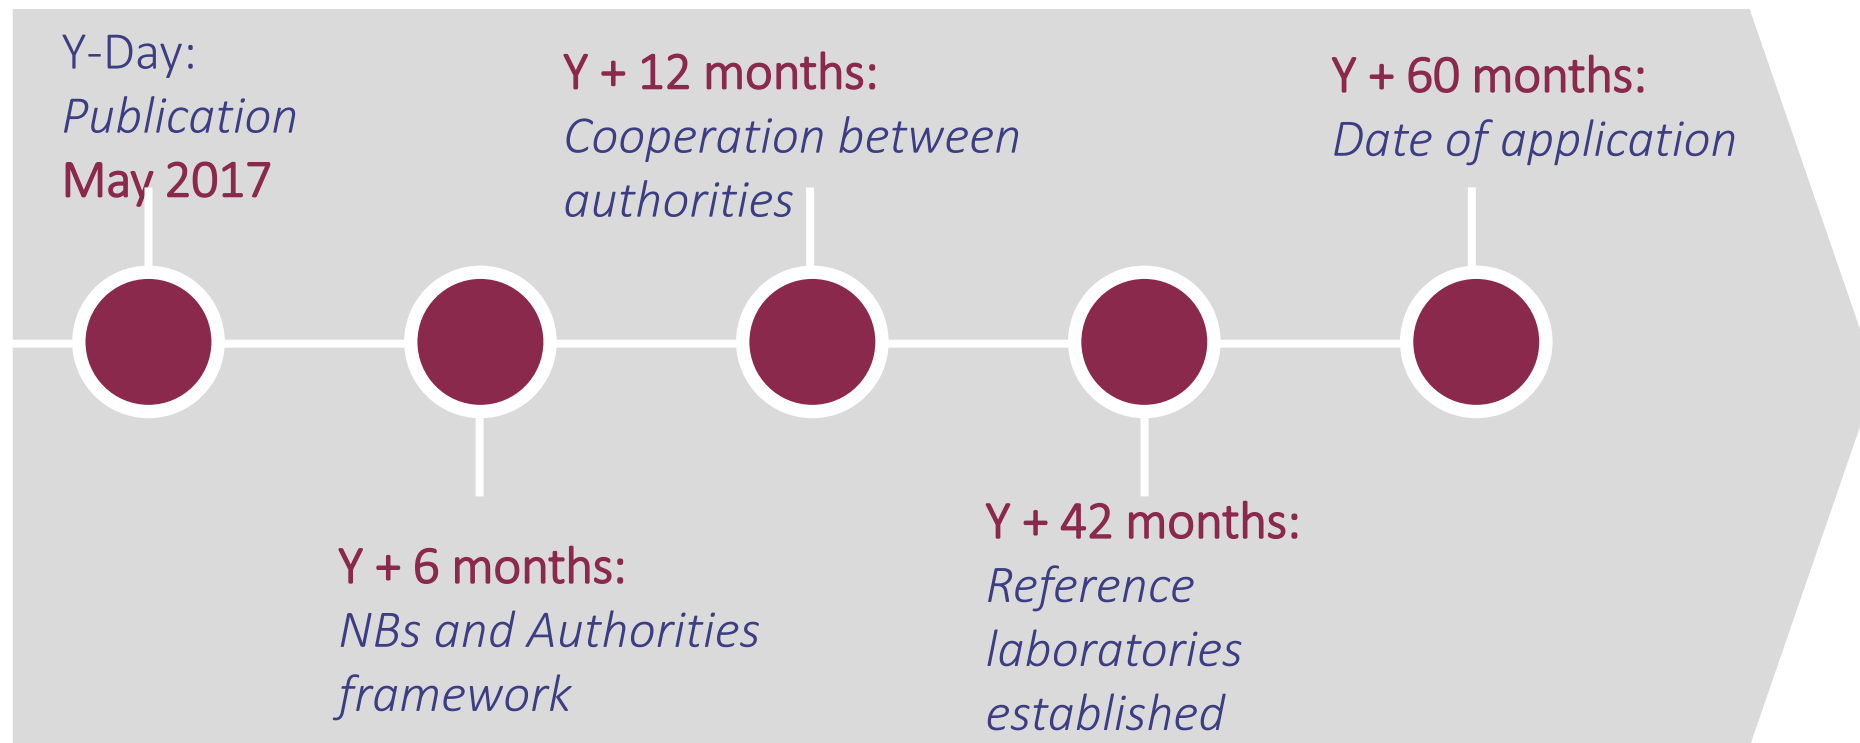 Y-Day:
Publication
May 2017
Y + 6 months:
NBs and Authorities
framework
Y + 12 months:
Cooperation between
authorities
Y + 42 months:
Reference
laboratories
established
Y + 60 months:
Date of application